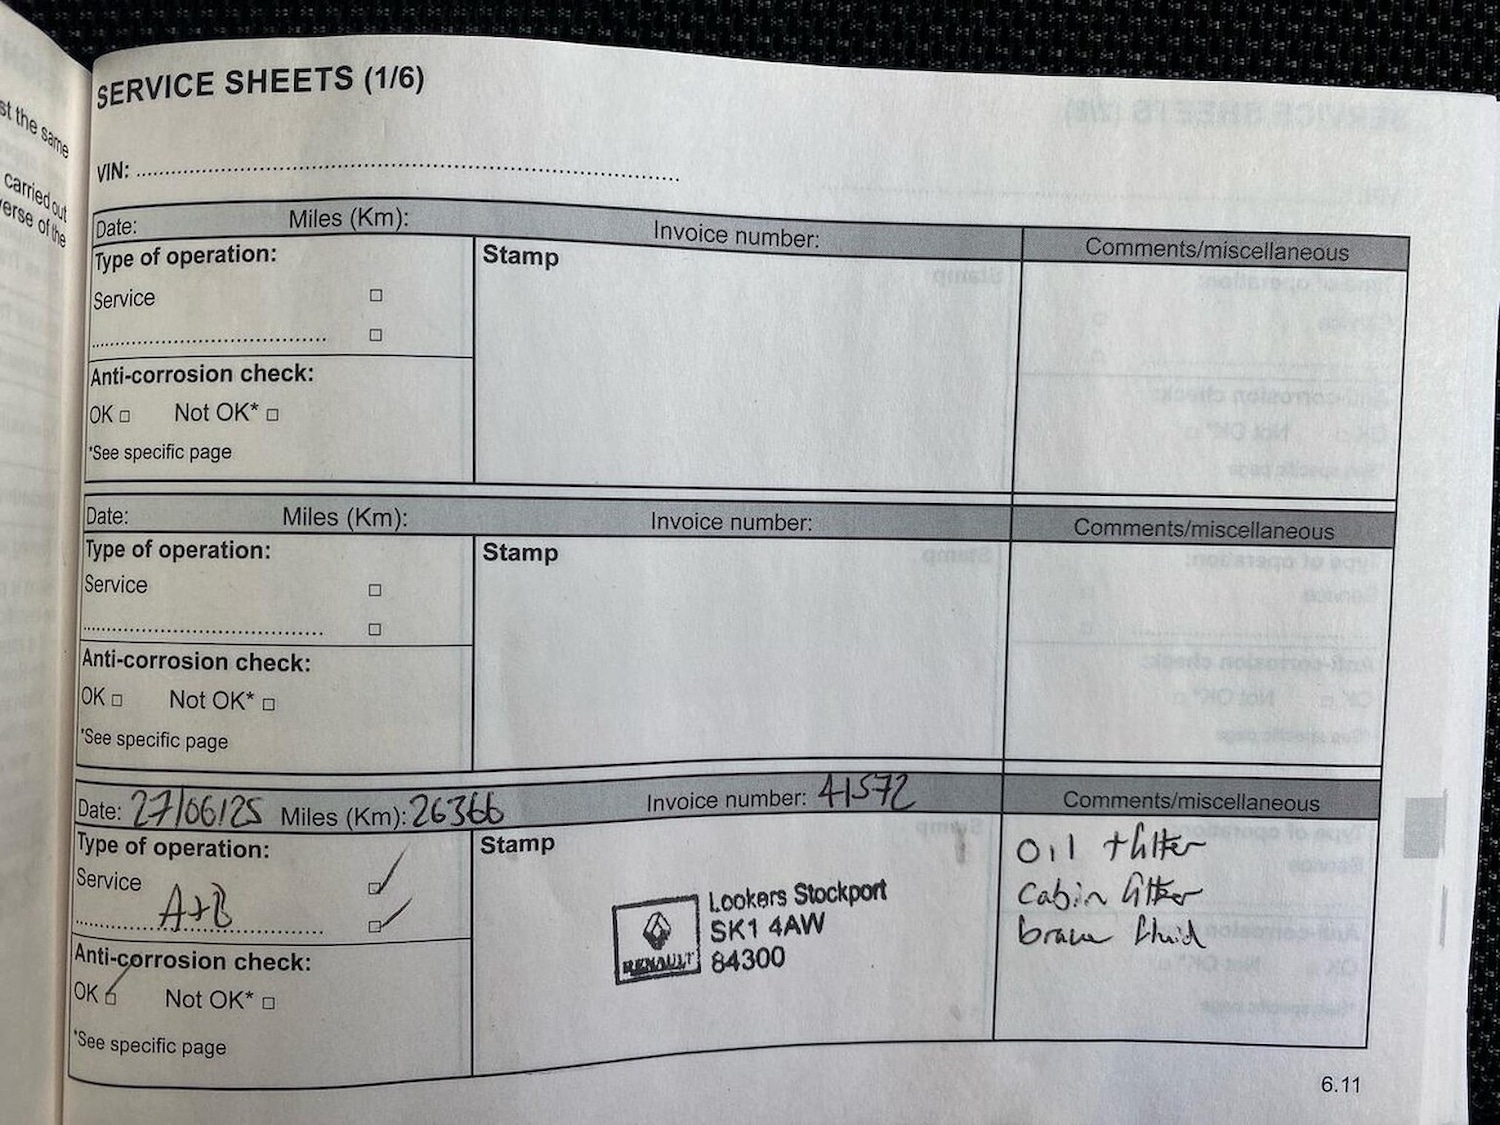 st the same
carried out
verse of the
SERVICE SHEETS (1/6)
VIN: ........................................................................
Date: Miles (Km): Invoice number: Comments/miscellaneous
Type of operation: Stamp
Service □
.................................... □
Anti-corrosion check:
OK □ Not OK* □
*See specific page
Date: Miles (Km): Invoice number: Comments/miscellaneous
Type of operation: Stamp
Service □
.................................... □
Anti-corrosion check:
OK □ Not OK* □
*See specific page
Date: 27/06/25 Miles (Km): 26366 Invoice number: 41572 Comments/miscellaneous
Type of operation: Stamp
Service □ ✓
A+B □ ✓
Anti-corrosion check:
OK □ ✓ Not OK* □
*See specific page
RENAULT
Lookers Stockport
SK1 4AW
84300
Oil + filter
Cabin filter
brake fluid
6.11